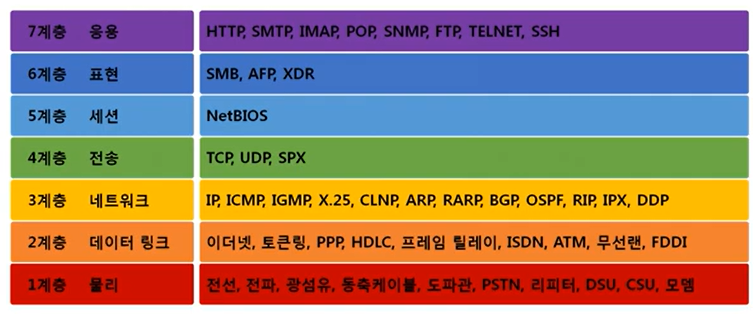 7계층 응용 HTTP, SMTP, IMAP, POP, SNMP, FTP, TELNET, SSH
6계층 표현 SMB, AFP, XDR
5계층 세션 NetBIOS
4계층 전송 TCP, UDP, SPX
3계층 네트워크 IP, ICMP, IGMP, X.25, CLNP, ARP, RARP, BGP, OSPF, RIP, IPX, DDP
2계층 데이터 링크 이더넷, 토큰링, PPP, HDLC, 프레임 릴레이, ISDN, ATM, 무선랜, FDDI
1계층 물리 전선, 전파, 광섬유, 동축케이블, 도파관, PSTN, 리피터, DSU, CSU, 모뎀